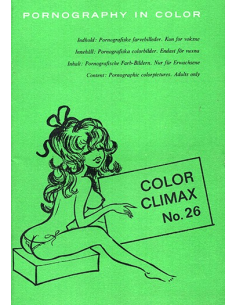 PORNOGRAPHY IN COLOR
Indhold: Pornografiske farvebilleder. Kun for voksne
Innehåll: Pornografiska colorbilder. Endast för vuxna
Inhalt: Pornografische Farb-Bildern. Nur für Erwachsene
Content: Pornographic colorpictures. Adults only
COLOR
CLIMAX
No. 26